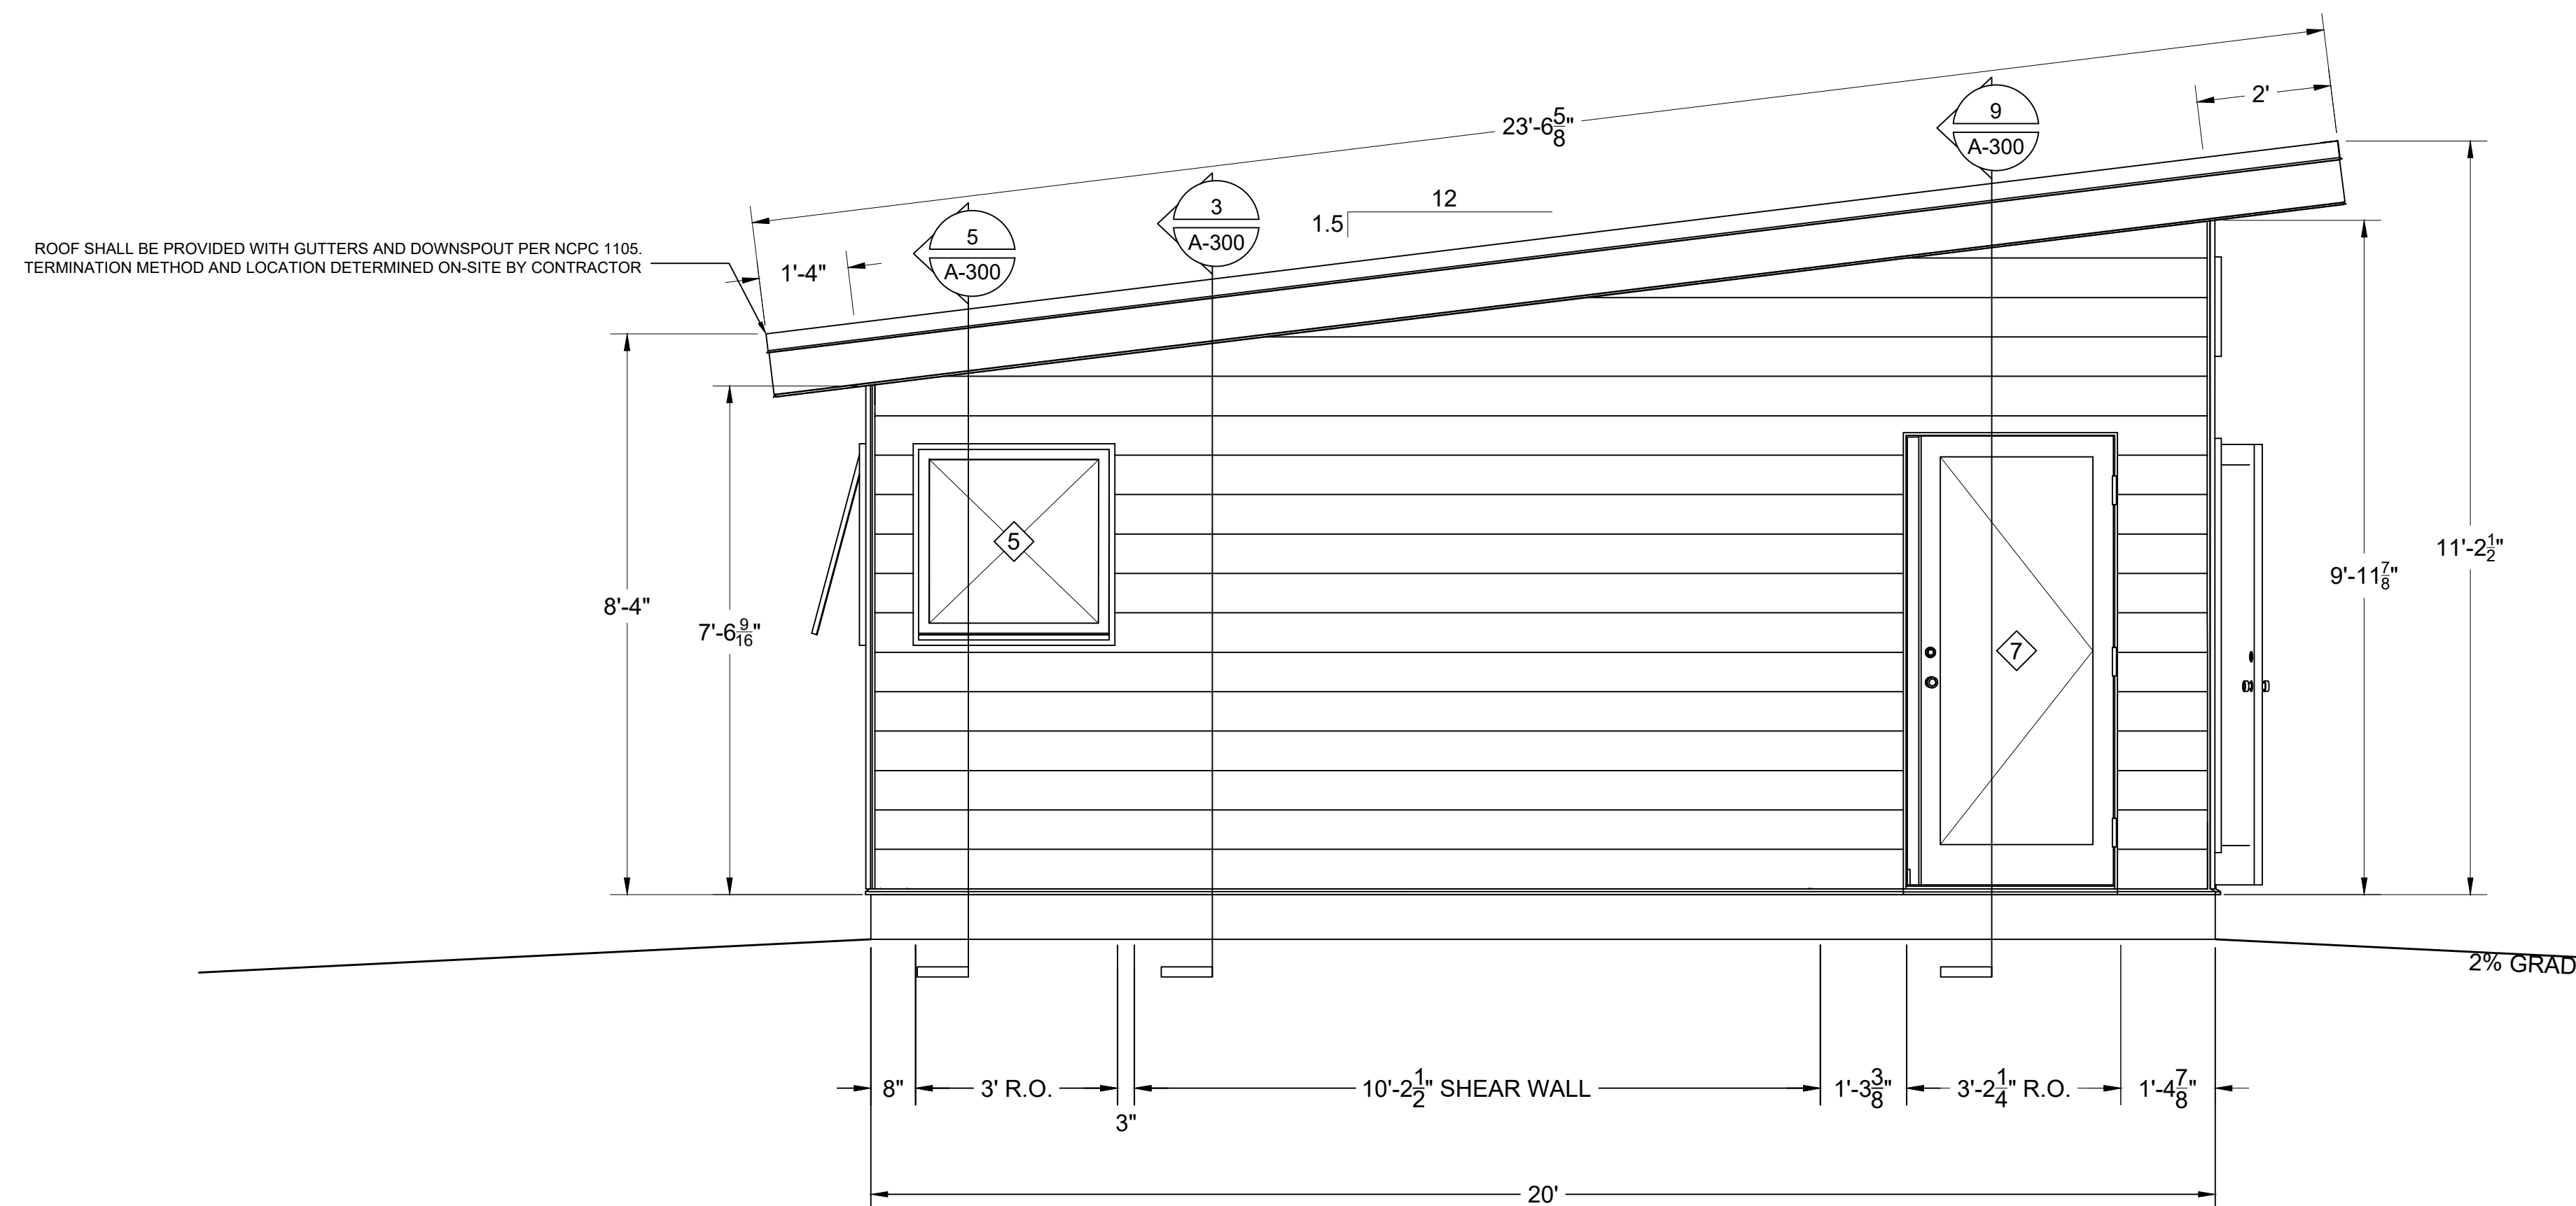 23'-6 5/8"
2'
9
A-300
12
1.5
3
A-300
5
A-300
ROOF SHALL BE PROVIDED WITH GUTTERS AND DOWNSPOUT PER NCPC 1105.
TERMINATION METHOD AND LOCATION DETERMINED ON-SITE BY CONTRACTOR
1'-4"
8'-4"
7'-6 9/16"
5
7
9'-11 7/8"
11'-2 1/2"
2% GRAD
8"
3' R.O.
3"
10'-2 1/2" SHEAR WALL
1'-3 3/8"
3'-2 1/4" R.O.
1'-4 7/8"
20'